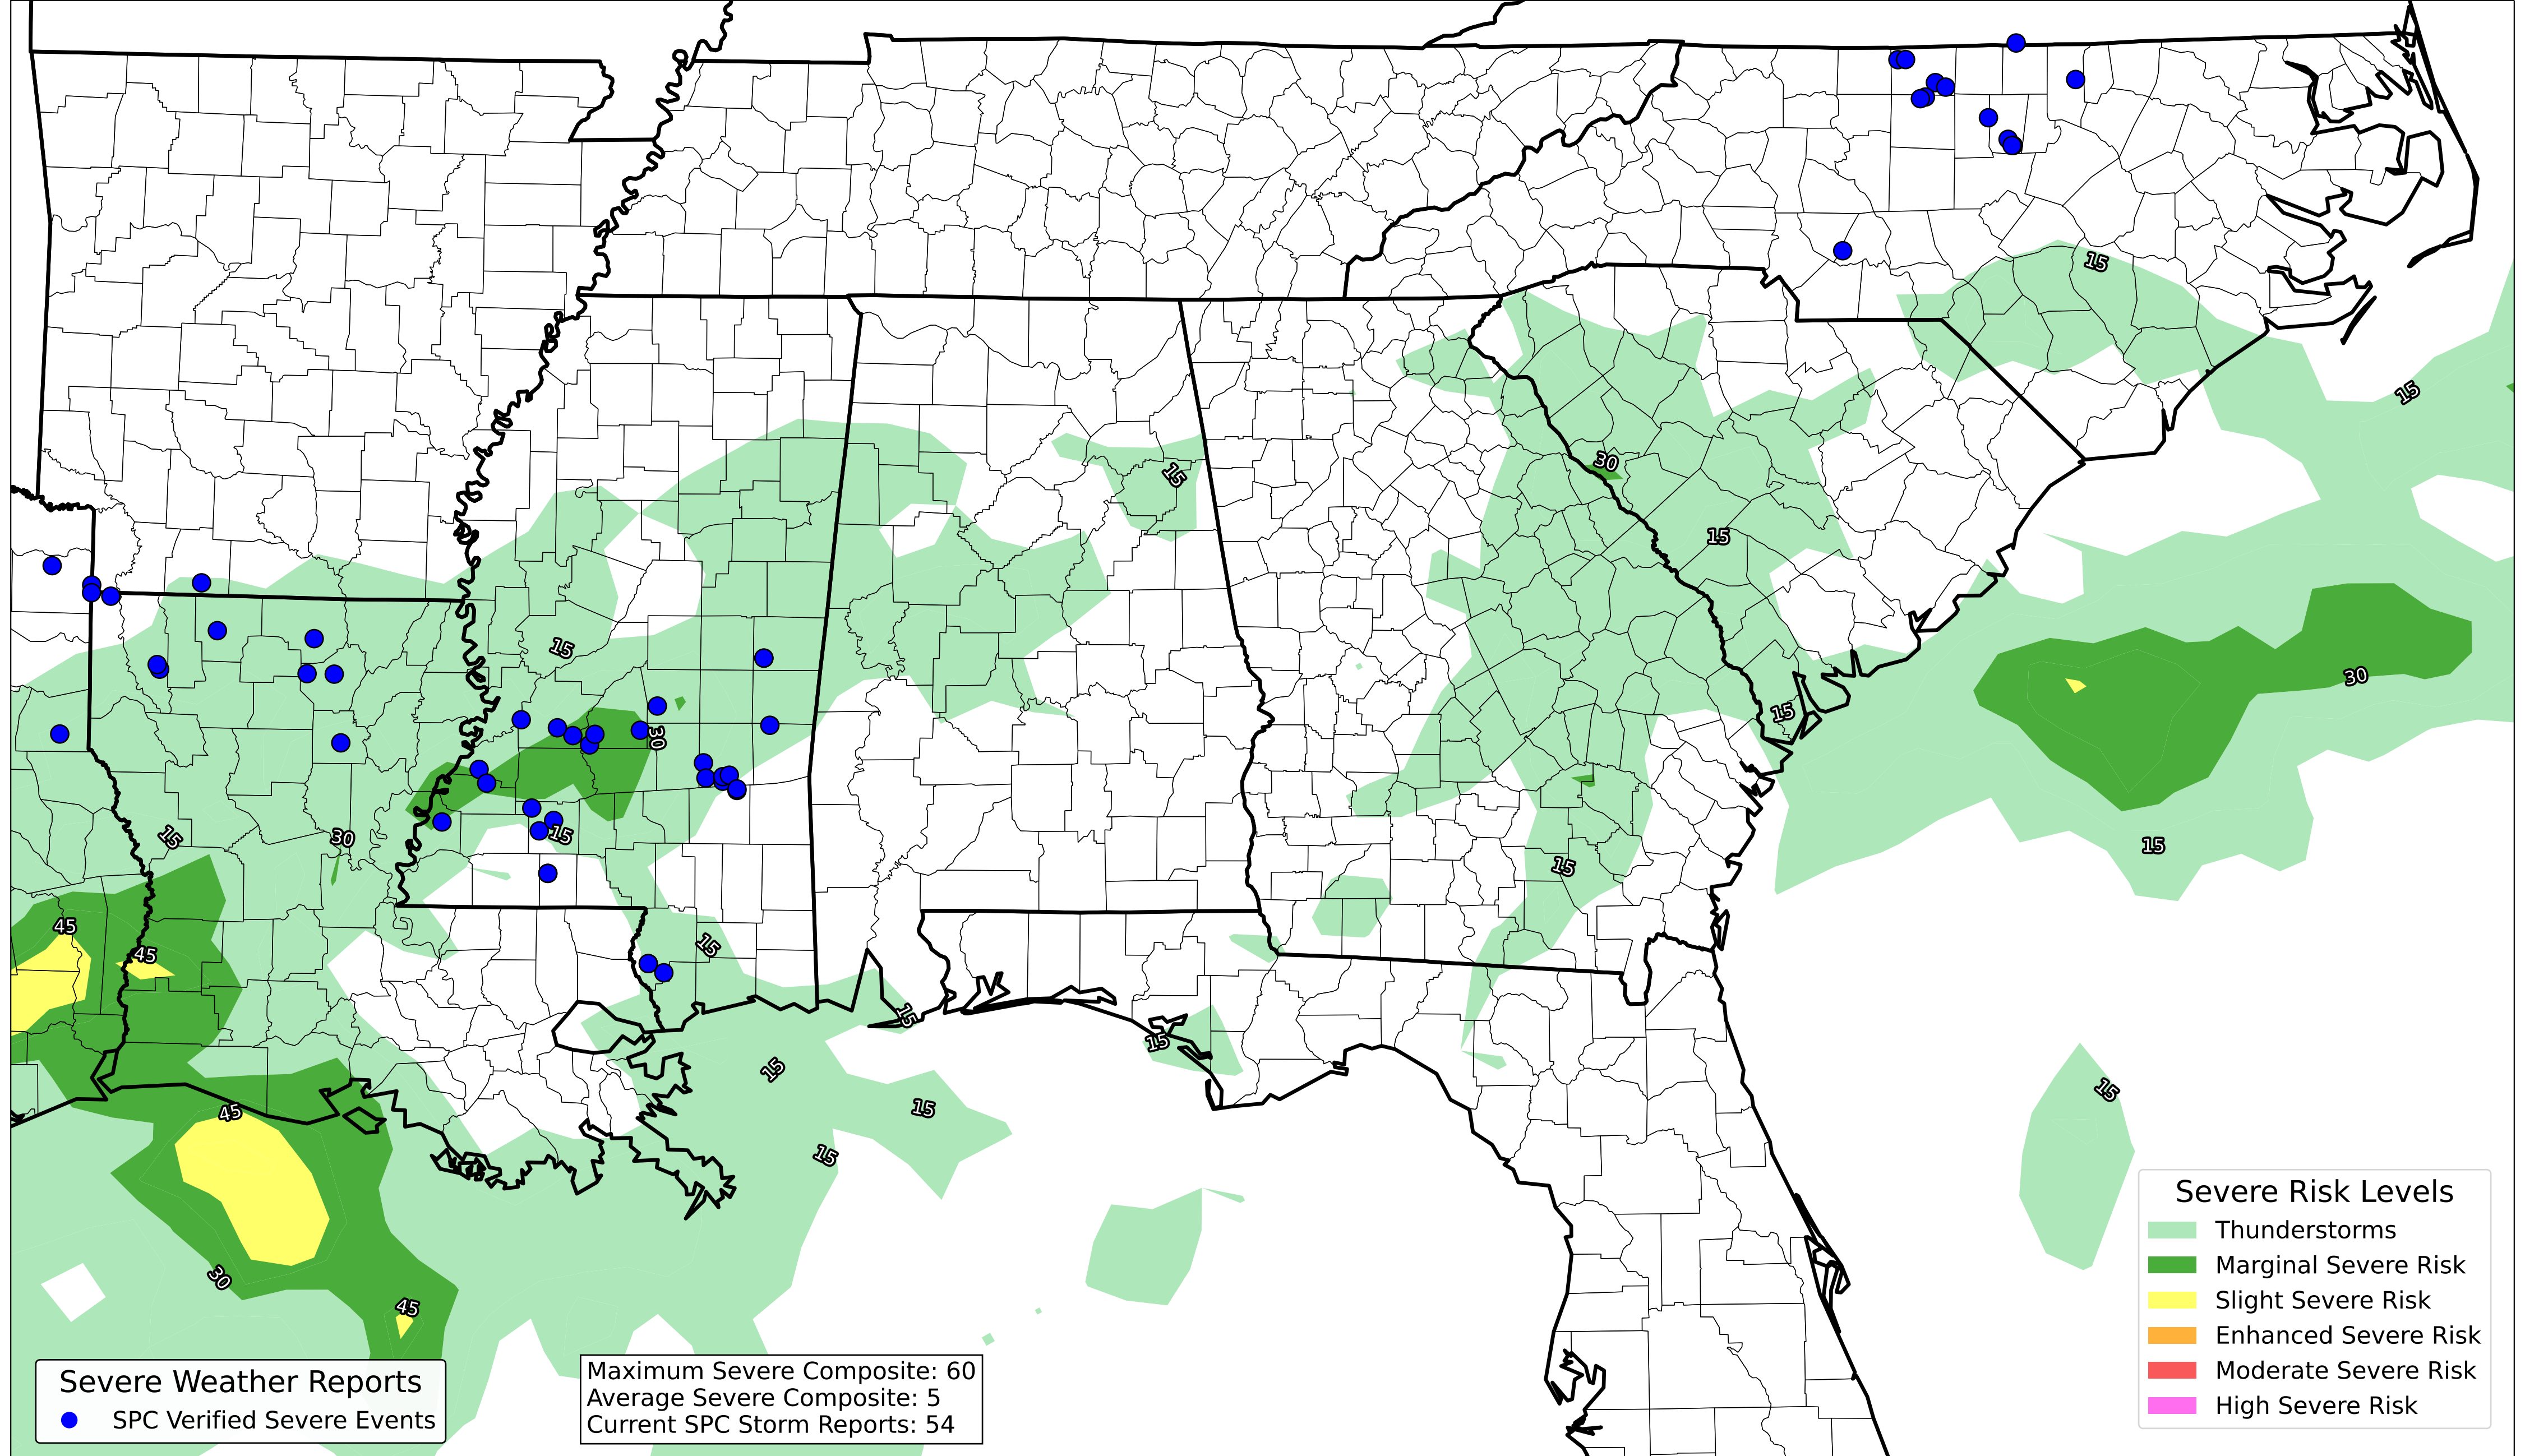 15
15
30
15
15
15
30
15
30
15
15
30
15
15
15
45
15
45
15
15
15
15
15
45
15
15
30
45
Severe Risk Levels
Thunderstorms
Marginal Severe Risk
Slight Severe Risk
Enhanced Severe Risk
Moderate Severe Risk
High Severe Risk
Severe Weather Reports
SPC Verified Severe Events
Maximum Severe Composite: 60
Average Severe Composite: 5
Current SPC Storm Reports: 54